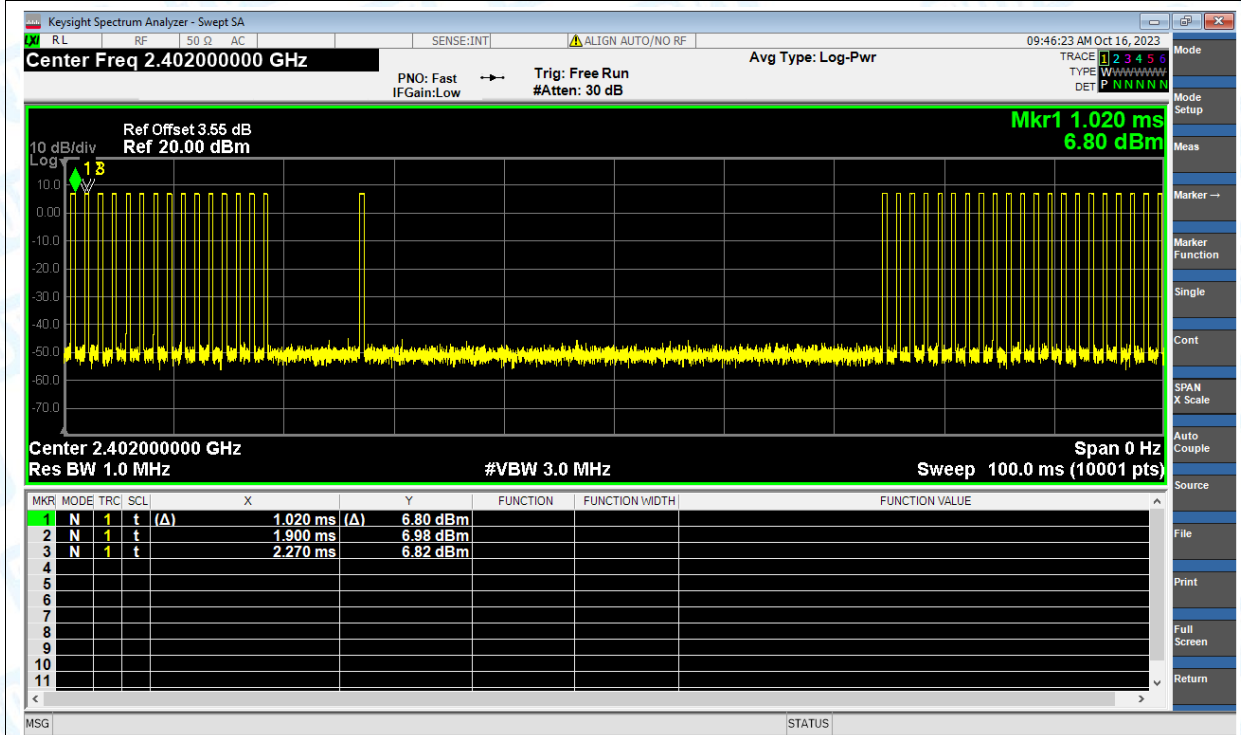 Keysight Spectrum Analyzer - Swept SA
LXI RL RF 50 Ω AC SENSE:INT ALIGN AUTO/NO RF 09:46:23 AM Oct 16, 2023
Center Freq 2.402000000 GHz
PNO: Fast
IFGain:Low
Trig: Free Run
#Atten: 30 dB
Avg Type: Log-Pwr
TRACE 1 2 3 4 5 6
TYPE WWWWWW
DET P N N N N N
Ref Offset 3.55 dB
10 dB/div Ref 20.00 dBm
Log
Mkr1 1.020 ms
6.80 dBm
1 3
10.0
0.00
-10.0
-20.0
-30.0
-40.0
-50.0
-60.0
-70.0
Center 2.402000000 GHz Span 0 Hz
Res BW 1.0 MHz #VBW 3.0 MHz Sweep 100.0 ms (10001 pts)
MKR MODE TRC SCL X Y FUNCTION FUNCTION WIDTH FUNCTION VALUE
1 N 1 t (Δ) 1.020 ms (Δ) 6.80 dBm
2 N 1 t 1.900 ms 6.98 dBm
3 N 1 t 2.270 ms 6.82 dBm
4
5
6
7
8
9
10
11
MSG STATUS
Mode
Mode Setup
Meas
Marker→
Marker Function
Single
Cont
SPAN X Scale
Auto Couple
Source
File
Print
Full Screen
Return